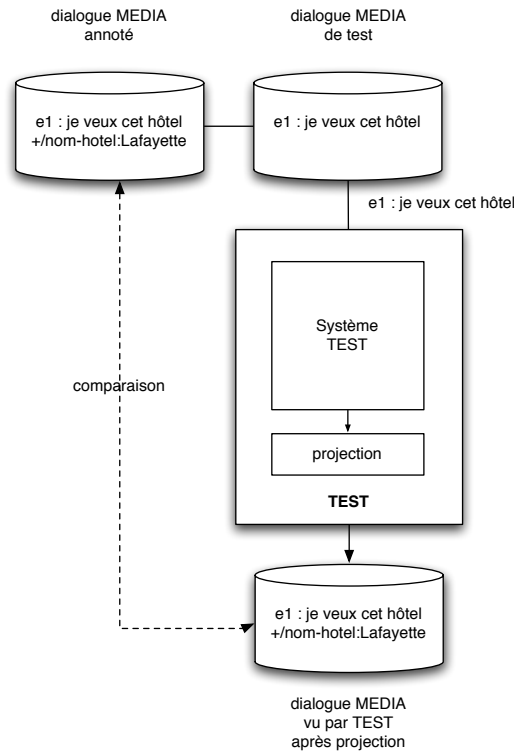 dialogue MEDIA
annoté
dialogue MEDIA
de test
e1 : je veux cet hôtel
+/nom-hotel:Lafayette
e1 : je veux cet hôtel
e1 : je veux cet hôtel
Système
TEST
comparaison
projection
TEST
e1 : je veux cet hôtel
+/nom-hotel:Lafayette
dialogue MEDIA
vu par TEST
après projection